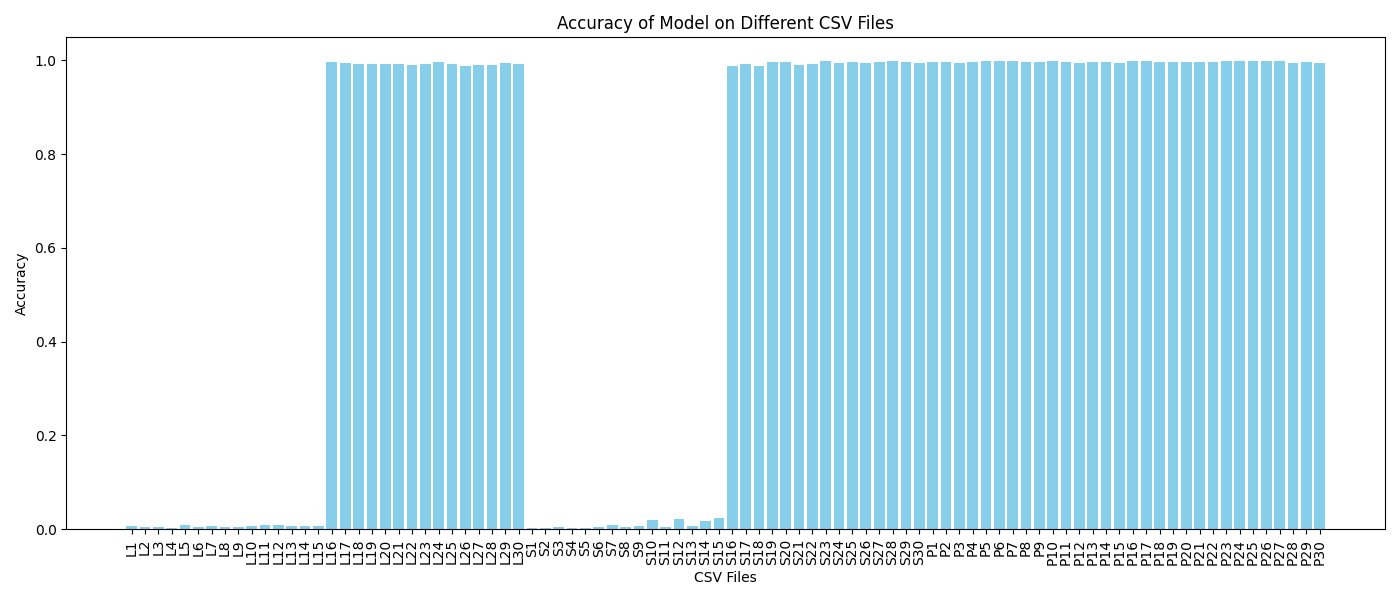 Accuracy of Model on Different CSV Files
1.0
0.8
0.6
0.4
0.2
0.0
Accuracy
L1 L2 L3 L4 L5 L6 L7 L8 L9 L10 L11 L12 L13 L14 L15 L16 L17 L18 L19 L20 L21 L22 L23 L24 L25 L26 L27 L28 L29 L30 S1 S2 S3 S4 S5 S6 S7 S8 S9 S10 S11 S12 S13 S14 S15 S16 S17 S18 S19 S20 S21 S22 S23 S24 S25 S26 S27 S28 S29 S30 P1 P2 P3 P4 P5 P6 P7 P8 P9 P10 P11 P12 P13 P14 P15 P16 P17 P18 P19 P20 P21 P22 P23 P24 P25 P26 P27 P28 P29 P30
CSV Files